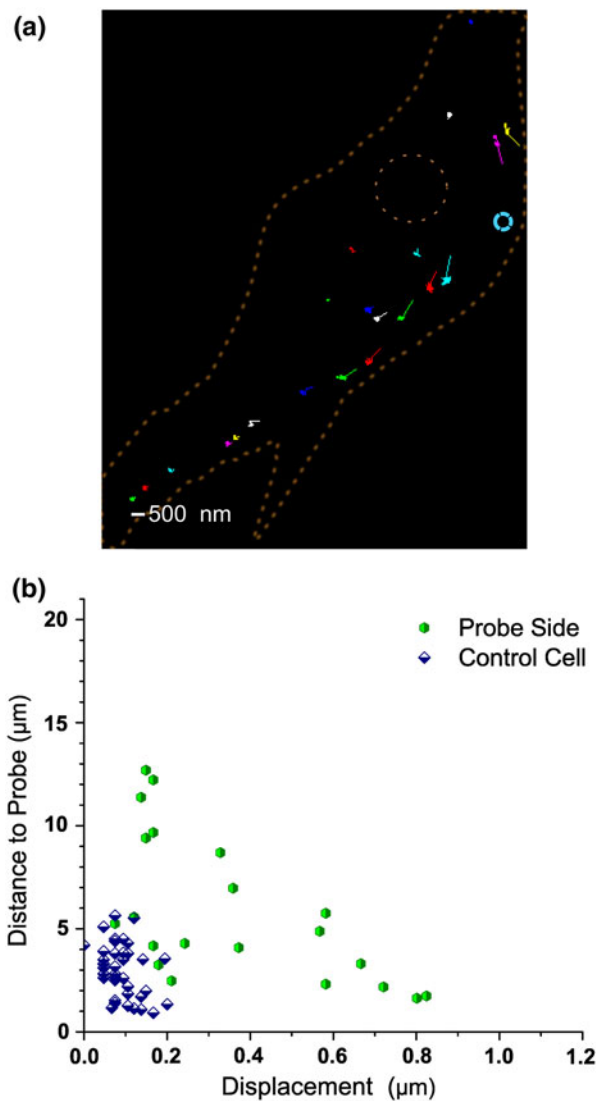 (a)
500 nm
(b)
20
15
10
5
0
Distance to Probe (µm)
Probe Side
Control Cell
0.0 0.2 0.4 0.6 0.8 1.0 1.2
Displacement (µm)